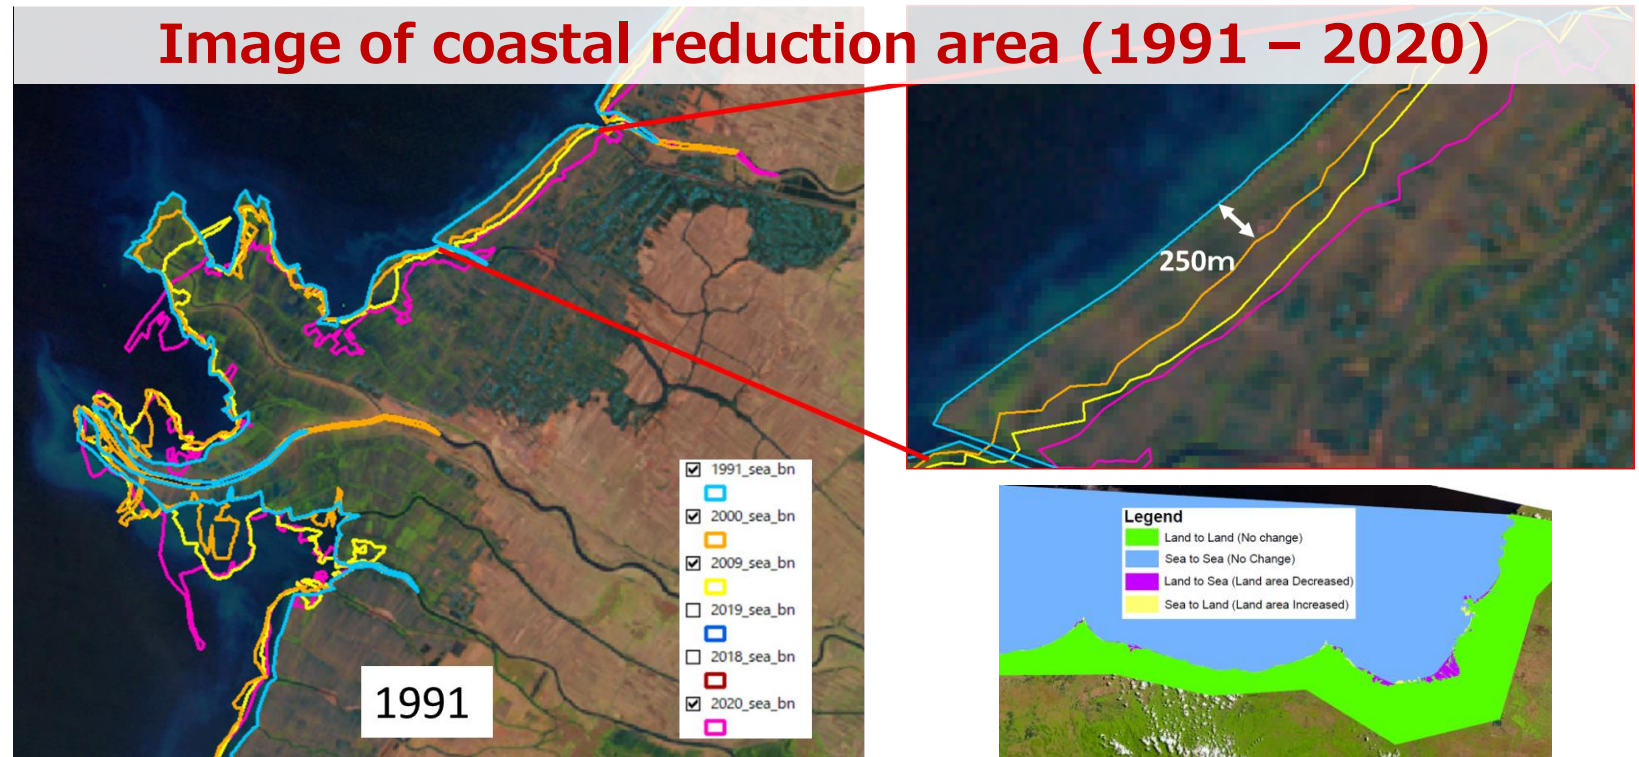 Image of coastal reduction area (1991 – 2020)
250m
1991_sea_bn
2000_sea_bn
2009_sea_bn
2019_sea_bn
2018_sea_bn
2020_sea_bn
1991
Legend
Land to Land (No change)
Sea to Sea (No Change)
Land to Sea (Land area Decreased)
Sea to Land (Land area Increased)